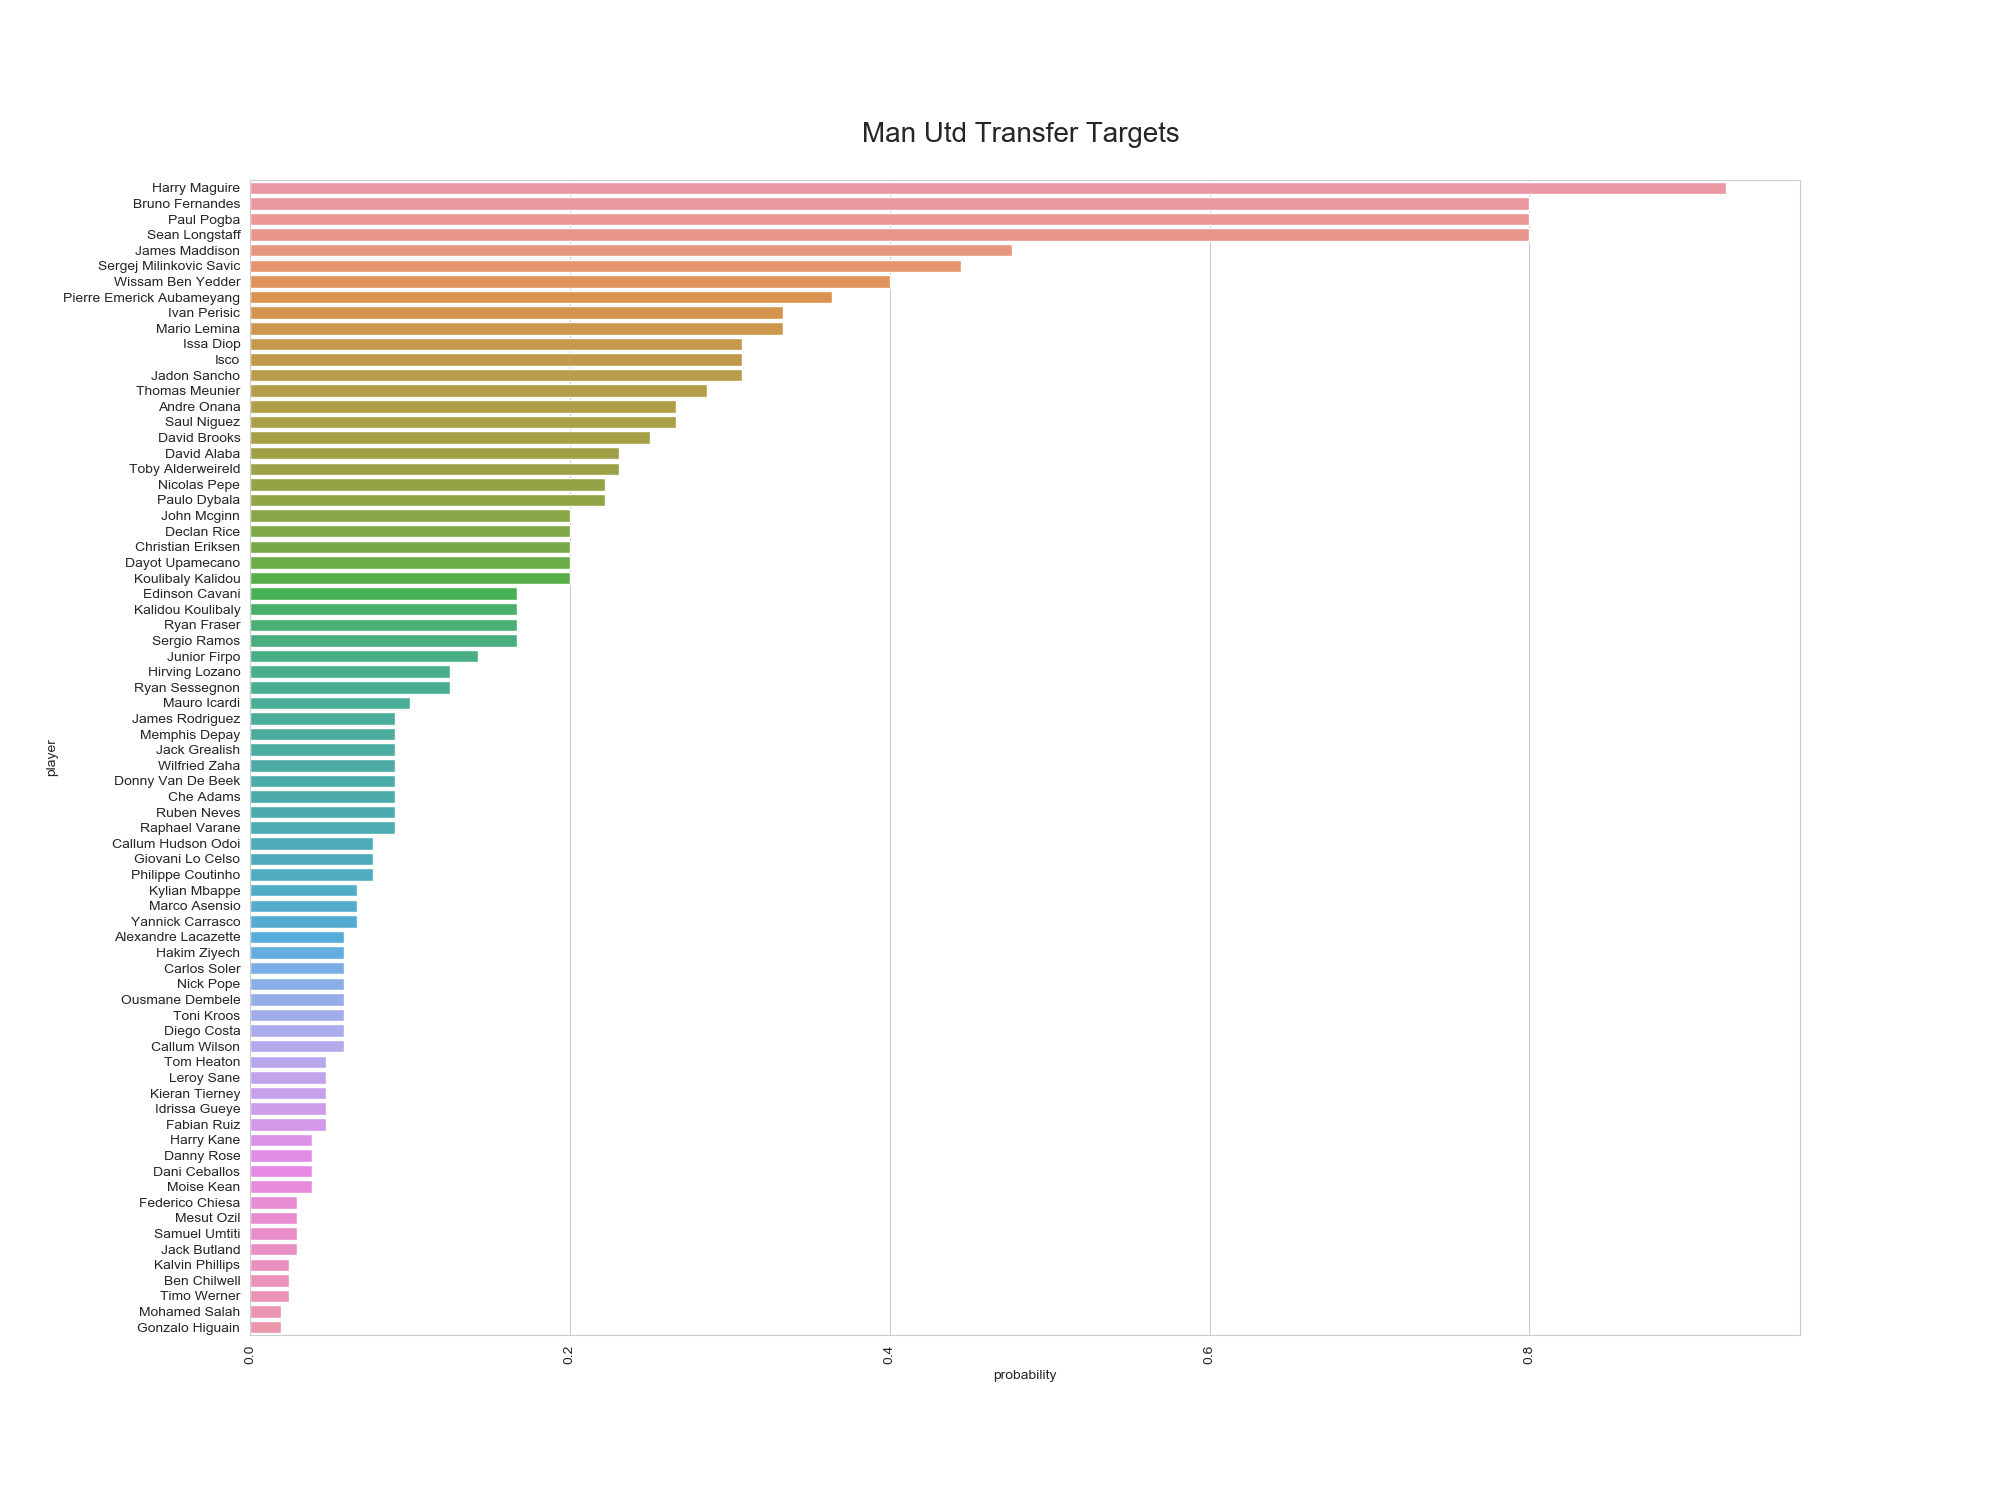 Man Utd Transfer Targets
Harry Maguire
Bruno Fernandes
Paul Pogba
Sean Longstaff
James Maddison
Sergej Milinkovic Savic
Wissam Ben Yedder
Pierre Emerick Aubameyang
Ivan Perisic
Mario Lemina
Issa Diop
Isco
Jadon Sancho
Thomas Meunier
Andre Onana
Saul Niguez
David Brooks
David Alaba
Toby Alderweireld
Nicolas Pepe
Paulo Dybala
John Mcginn
Declan Rice
Christian Eriksen
Dayot Upamecano
Koulibaly Kalidou
Edinson Cavani
Kalidou Koulibaly
Ryan Fraser
Sergio Ramos
Junior Firpo
Hirving Lozano
Ryan Sessegnon
Mauro Icardi
James Rodriguez
Memphis Depay
Jack Grealish
Wilfried Zaha
Donny Van De Beek
Che Adams
Ruben Neves
Raphael Varane
Callum Hudson Odoi
Giovani Lo Celso
Philippe Coutinho
Kylian Mbappe
Marco Asensio
Yannick Carrasco
Alexandre Lacazette
Hakim Ziyech
Carlos Soler
Nick Pope
Ousmane Dembele
Toni Kroos
Diego Costa
Callum Wilson
Tom Heaton
Leroy Sane
Kieran Tierney
Idrissa Gueye
Fabian Ruiz
Harry Kane
Danny Rose
Dani Ceballos
Moise Kean
Federico Chiesa
Mesut Ozil
Samuel Umtiti
Jack Butland
Kalvin Phillips
Ben Chilwell
Timo Werner
Mohamed Salah
Gonzalo Higuain
player
0.0 0.2 0.4 0.6 0.8
probability